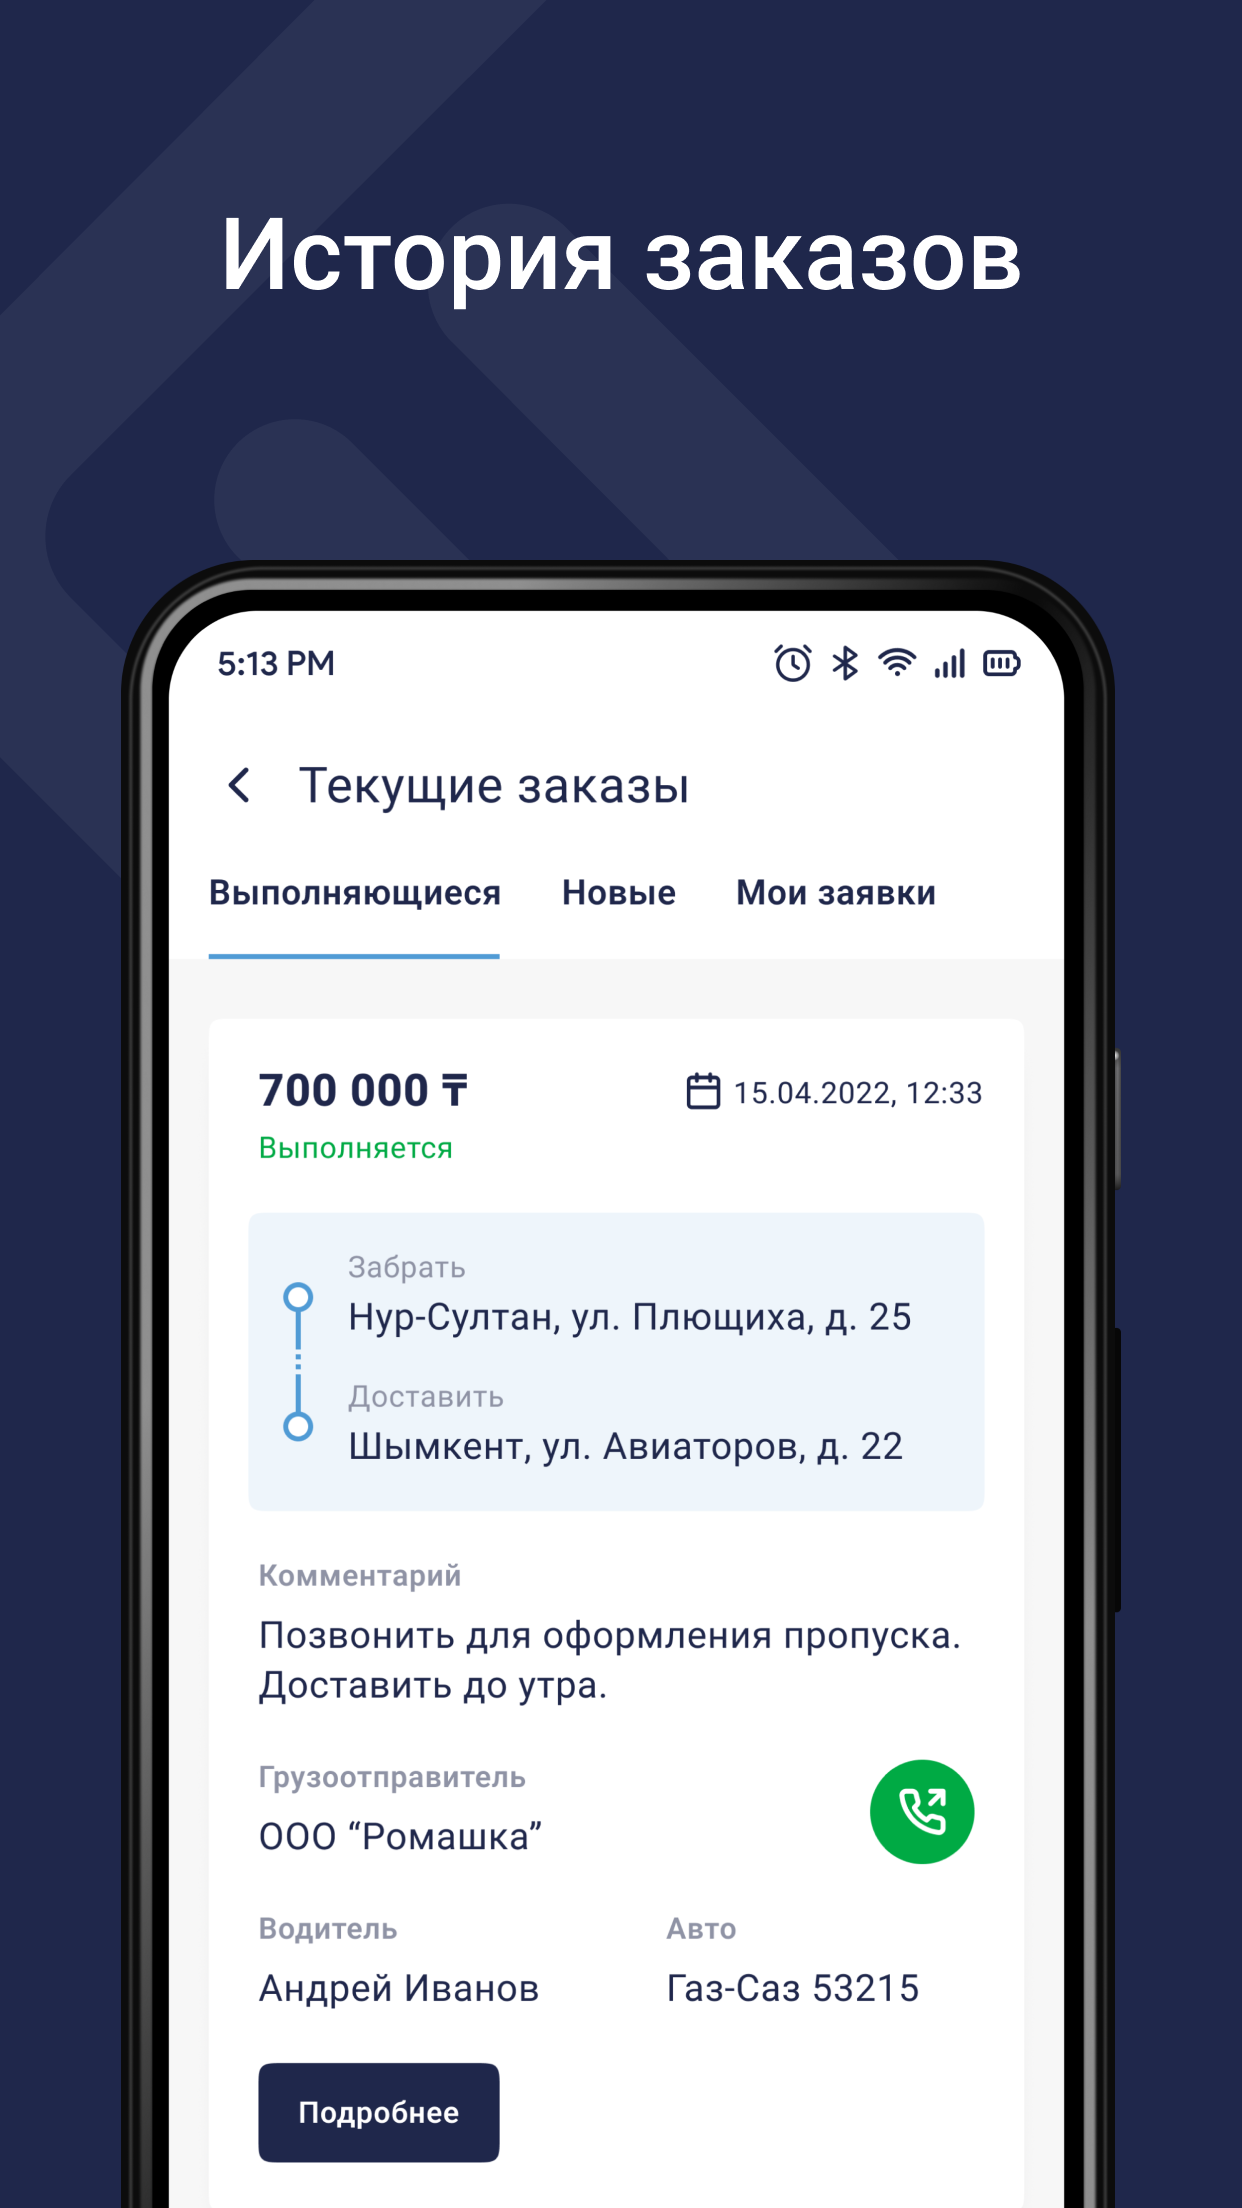 История заказов
5:13 PM
Текущие заказы
Выполняющиеся Новые Мои заявки
700 000 ₸ 15.04.2022, 12:33
Выполняется
Забрать
Нур-Султан, ул. Плющиха, д. 25
Доставить
Шымкент, ул. Авиаторов, д. 22
Комментарий
Позвонить для оформления пропуска.
Доставить до утра.
Грузоотправитель
ООО “Ромашка”
Водитель Авто
Андрей Иванов Газ-Саз 53215
Подробнее